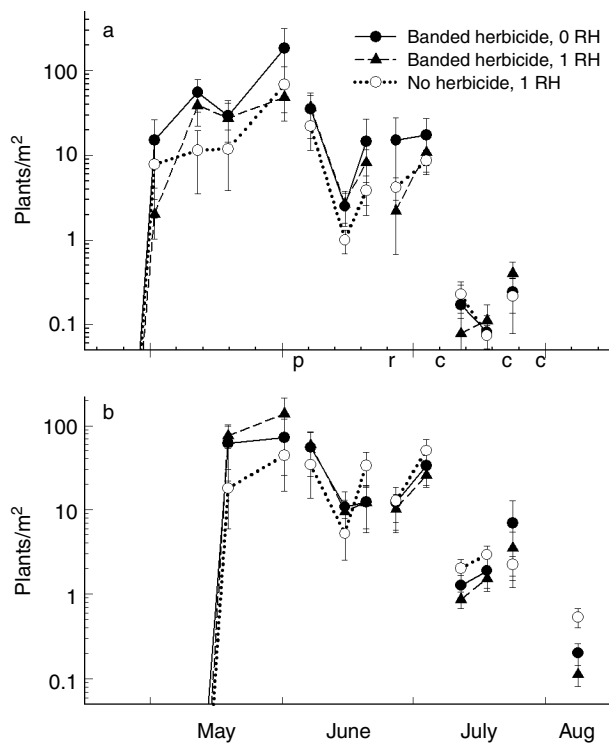 a
Banded herbicide, 0 RH
Banded herbicide, 1 RH
No herbicide, 1 RH
Plants/m²
100
10
1
0.1
p r c c c
b
Plants/m²
100
10
1
0.1
May June July Aug